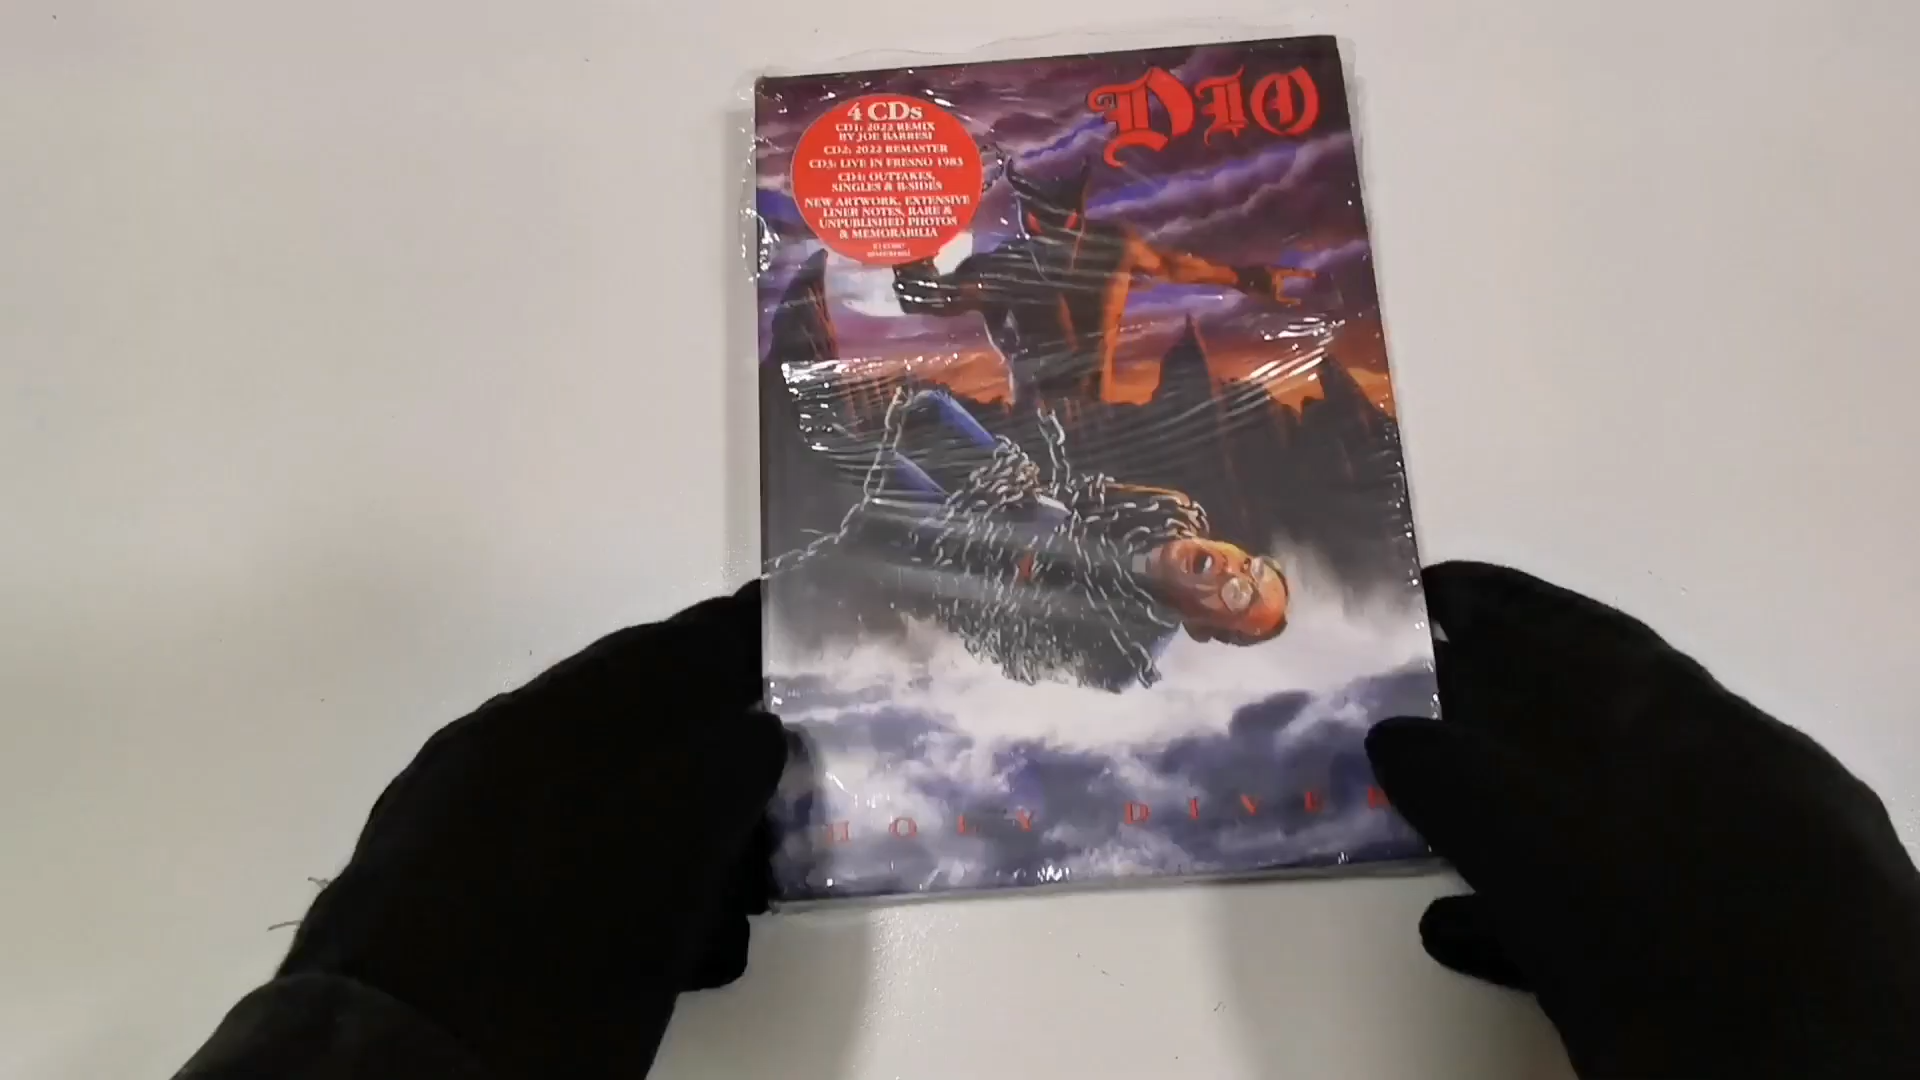 DIO
4 CDs
CD1: 2022 REMIX
BY JOE BARRESI
CD2: 2022 REMASTER
CD3: LIVE IN FRESNO 1983
CD4: OUTTAKES,
SINGLES & B-SIDES
NEW ARTWORK, EXTENSIVE
LINER NOTES, RARE &
UNPUBLISHED PHOTOS
& MEMORABILIA
HOLY DIVER